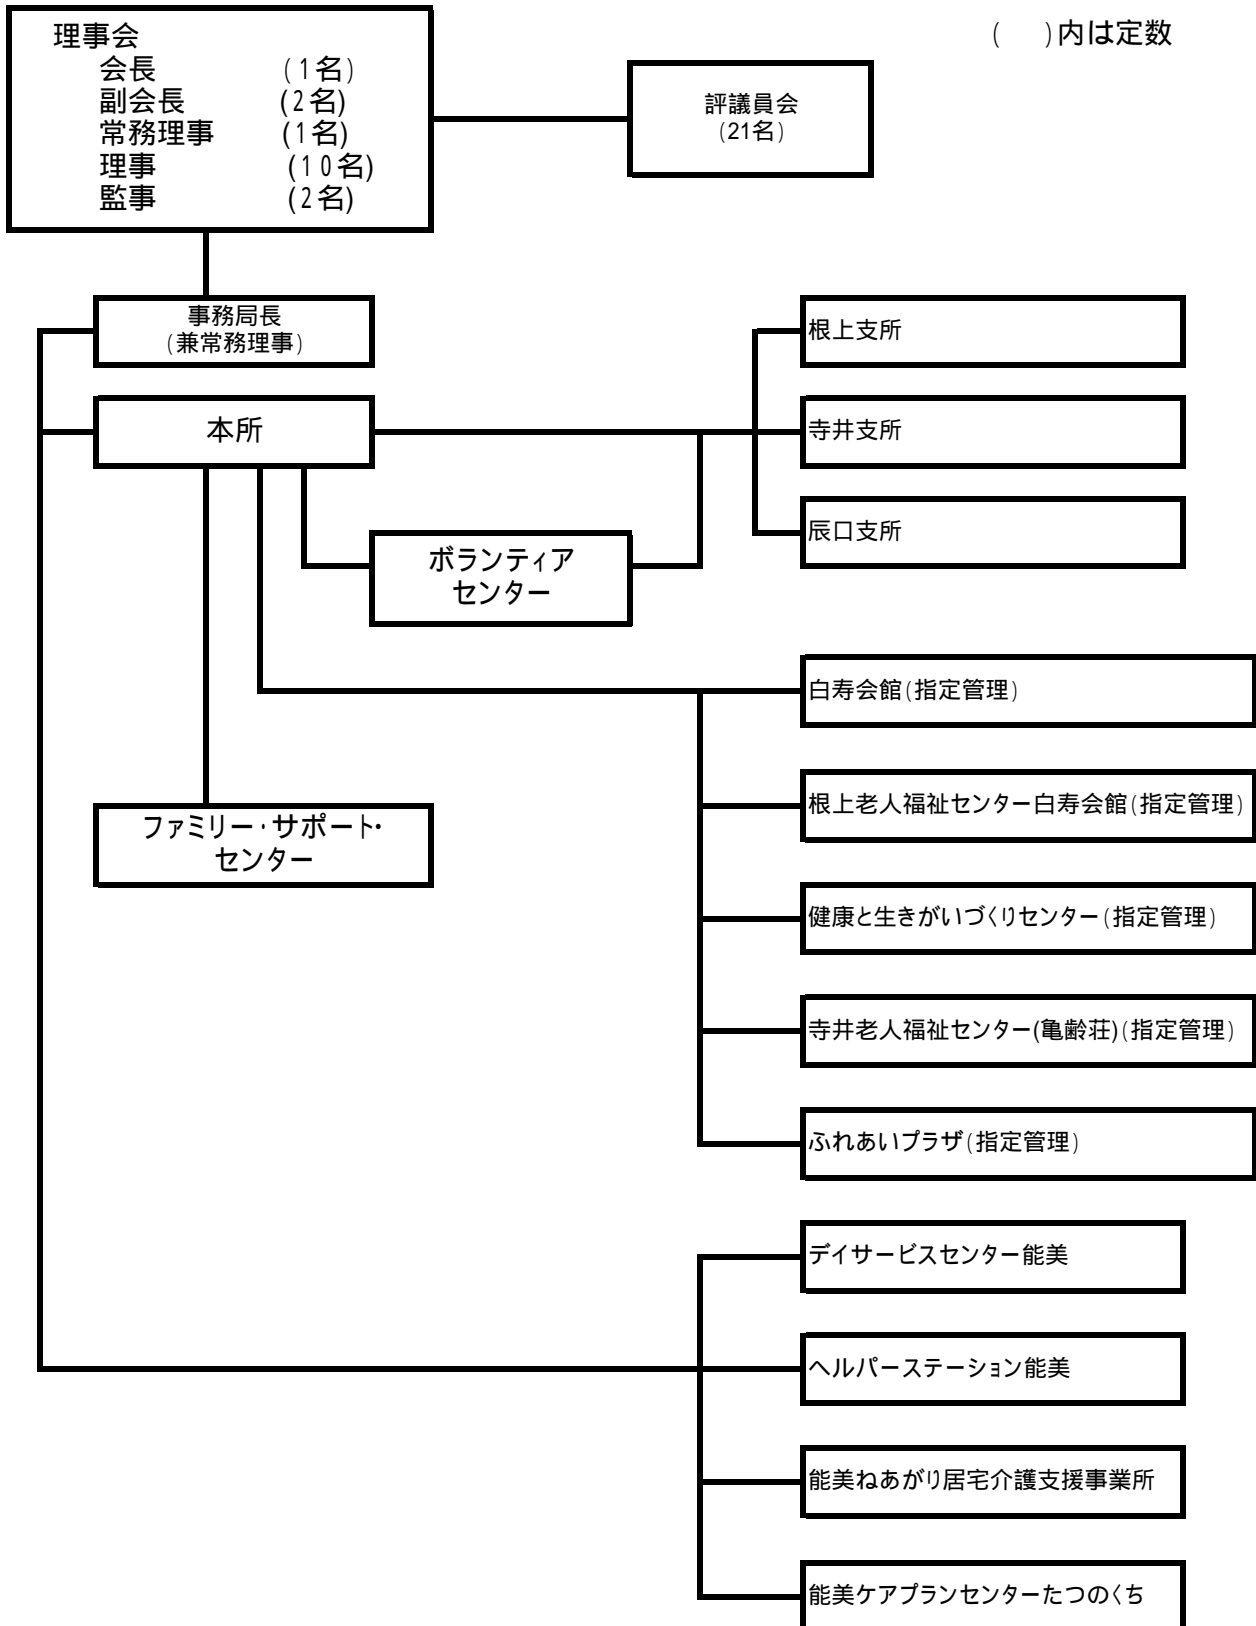 (　)内は定数
理事会
会長 (1名)
副会長 (2名)
常務理事 (1名)
理事 (10名)
監事 (2名)
評議員会
(21名)
事務局長
(兼常務理事)
本所
根上支所
寺井支所
辰口支所
ボランティア
センター
白寿会館(指定管理)
根上老人福祉センター白寿会館(指定管理)
ファミリー・サポート・
センター
健康と生きがいづくりセンター(指定管理)
寺井老人福祉センター(亀齢荘)(指定管理)
ふれあいプラザ(指定管理)
デイサービスセンター能美
ヘルパーステーション能美
能美ねあがり居宅介護支援事業所
能美ケアプランセンターたつのくち